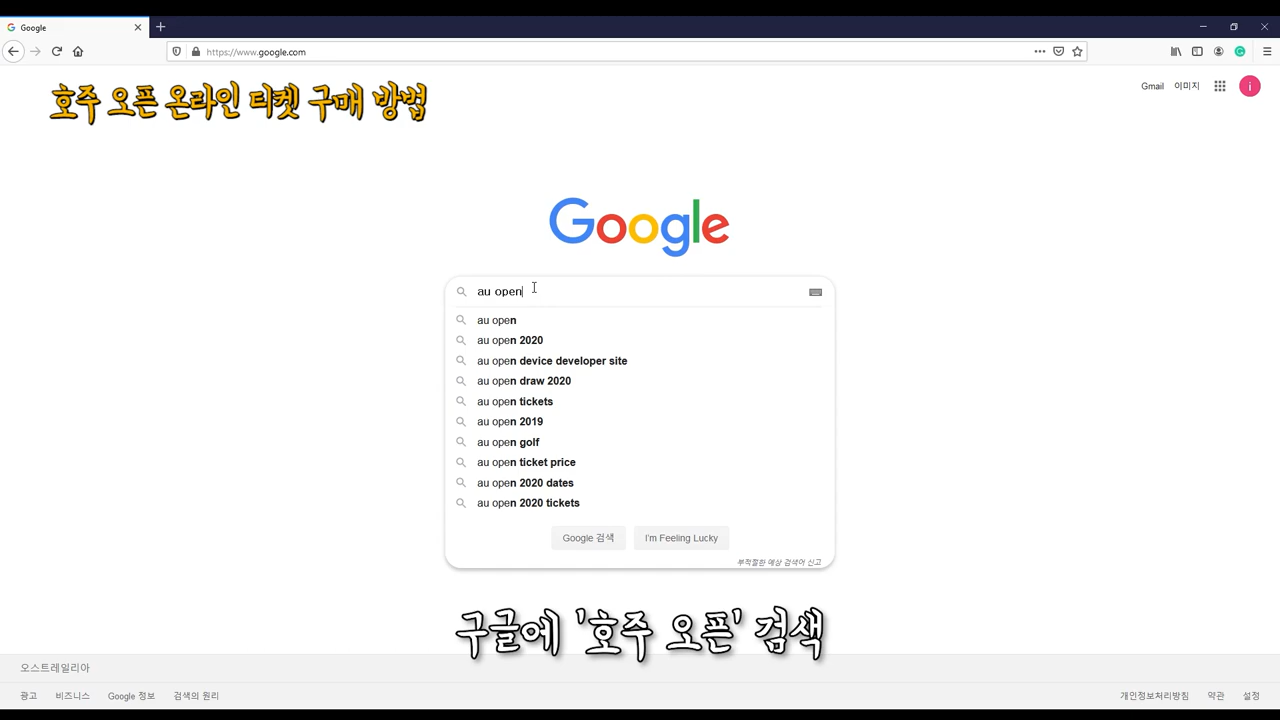 Google
https://www.google.com
호주 오픈 온라인 티켓 구매 방법
Gmail 이미지
i
Google
au open
au open
au open 2020
au open device developer site
au open draw 2020
au open tickets
au open 2019
au open golf
au open ticket price
au open 2020 dates
au open 2020 tickets
Google 검색 I'm Feeling Lucky
부적절한 예상 검색어 신고
구글에 '호주 오픈' 검색
오스트레일리아
광고 비즈니스 Google 정보 검색의 원리 개인정보처리방침 약관 설정